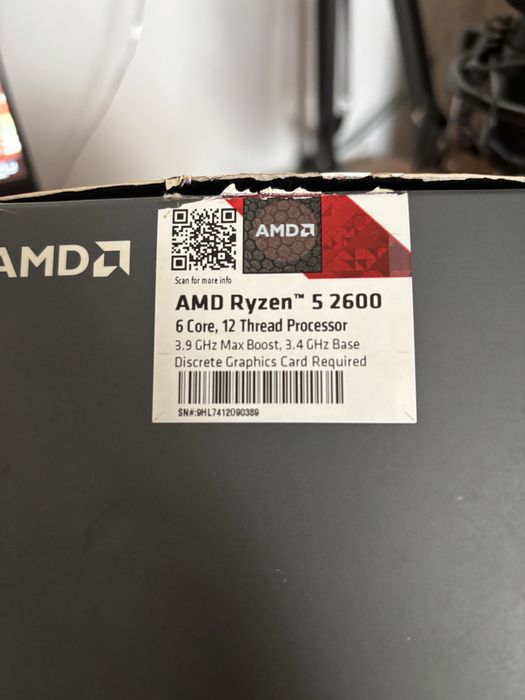 AMD
AMD
Scan for more info
AMD Ryzen™ 5 2600
6 Core, 12 Thread Processor
3.9 GHz Max Boost, 3.4 GHz Base
Discrete Graphics Card Required
SN#:9HL7412O90389